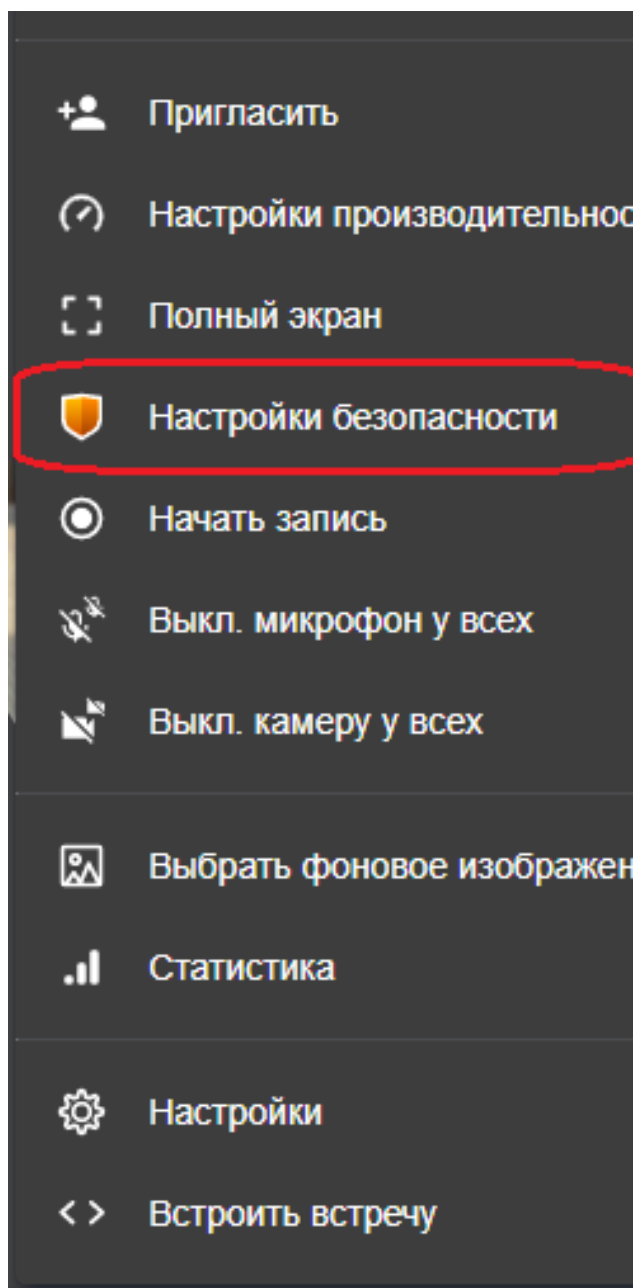 Пригласить
Настройки производительнос
Полный экран
Настройки безопасности
Начать запись
Выкл. микрофон у всех
Выкл. камеру у всех
Выбрать фоновое изображен
Статистика
Настройки
Встроить встречу